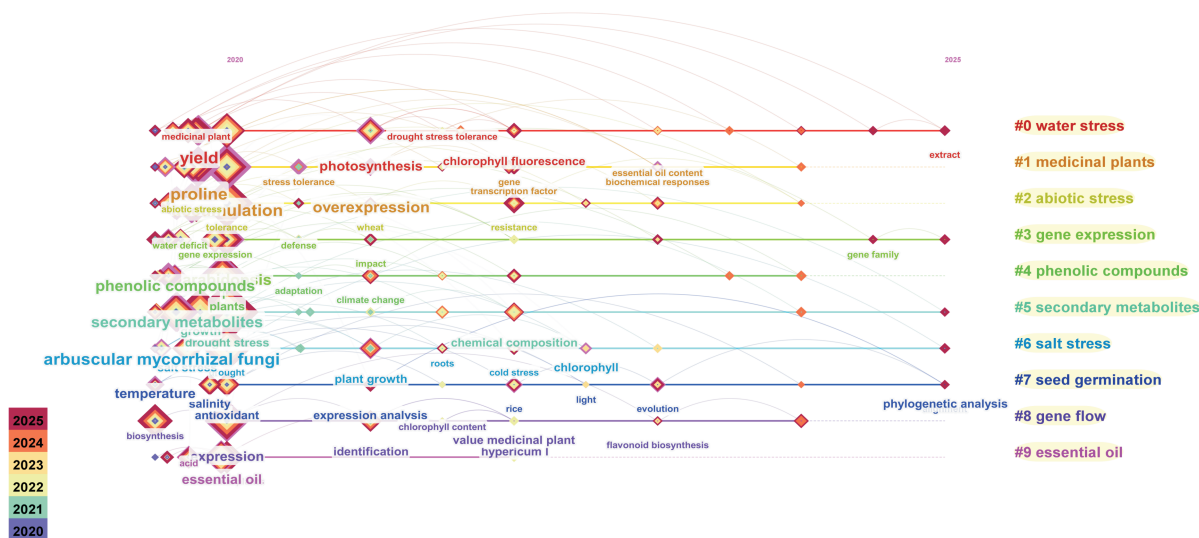 2020
2025
medicinal plant
drought stress tolerance
#0 water stress
extract
yield
photosynthesis
chlorophyll fluorescence
essential oil content
#1 medicinal plants
stress tolerance
gene
biochemical responses
transcription factor
proline
abiotic stress
overexpression
#2 abiotic stress
tolerance
wheat
resistance
water deficit
defense
#3 gene expression
gene expression
gene family
impact
#4 phenolic compounds
phenolic compounds
adaptation
climate change
plants
#5 secondary metabolites
secondary metabolites
growth
drought stress
chemical composition
#6 salt stress
arbuscular mycorrhizal fungi
roots
chlorophyll
salt stress
plant growth
cold stress
#7 seed germination
temperature
light
salinity
phylogenetic analysis
antioxidant
expression analysis
rice
evolution
#8 gene flow
2025
chlorophyll content
biosynthesis
value medicinal plant
flavonoid biosynthesis
2024
identification
hypericum l
#9 essential oil
expression
acid
2023
essential oil
2022
2021
2020